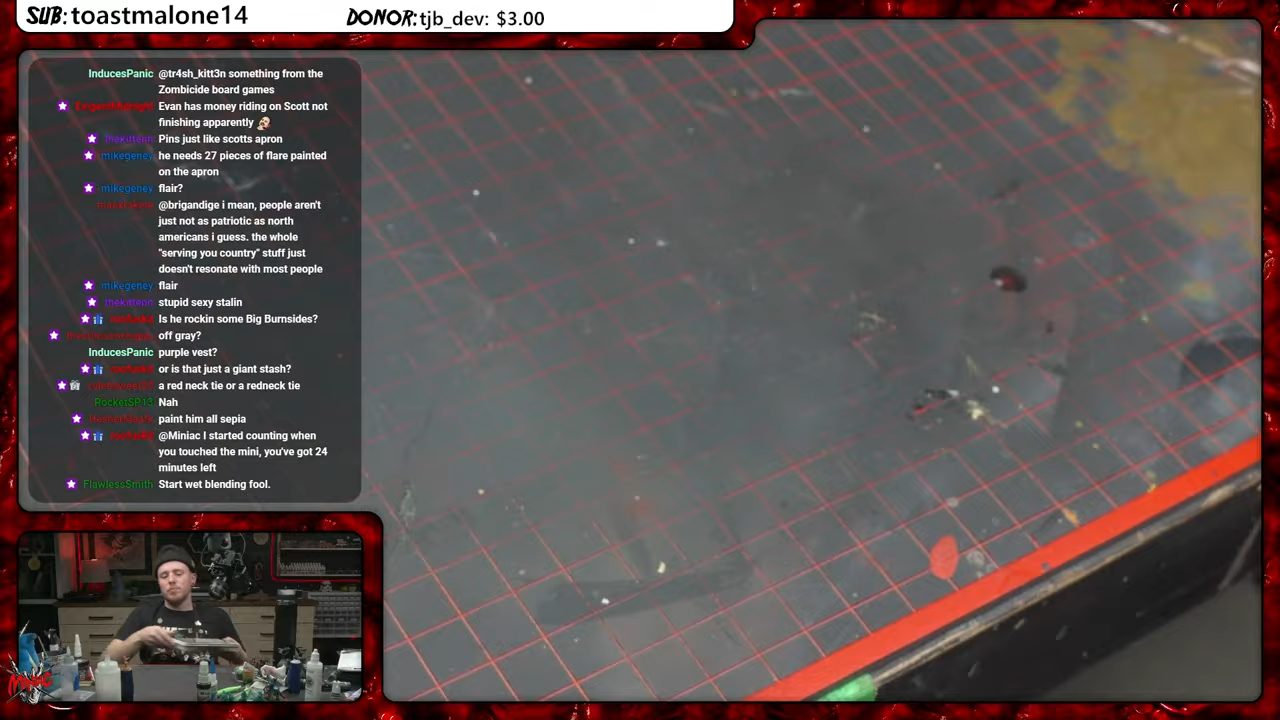 SUB: toastmalone14
DONOR: tjb_dev: $3.00
InducesPanic @tr4sh_kitt3n something from the
Zombicide board games
Evan has money riding on Scott not
finishing apparently
thekitteon Pins just like scotts apron
mikegeney he needs 27 pieces of flare painted
on the apron
mikegeney flair?
@brigandige i mean, people aren't
just not as patriotic as north
americans i guess. the whole
"serving you country" stuff just
doesn't resonate with most people
mikegeney flair
stupid sexy stalin
Is he rockin some Big Burnsides?
off gray?
InducesPanic purple vest?
or is that just a giant stash?
a red neck tie or a redneck tie
RocketSP13 Nah
paint him all sepia
@Miniac I started counting when
you touched the mini, you've got 24
minutes left
FlawlessSmith Start wet blending fool.